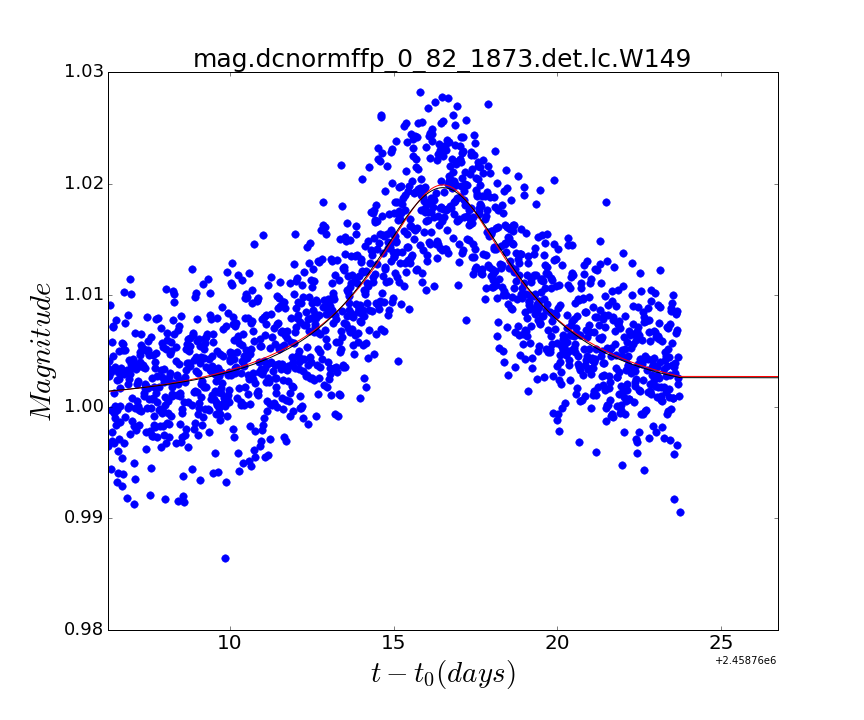 mag.dcnormffp_0_82_1873.det.lc.W149
1.03
1.02
1.01
1.00
0.99
0.98
Magnitude
10
15
20
25
+2.45876e6
t − t0(days)